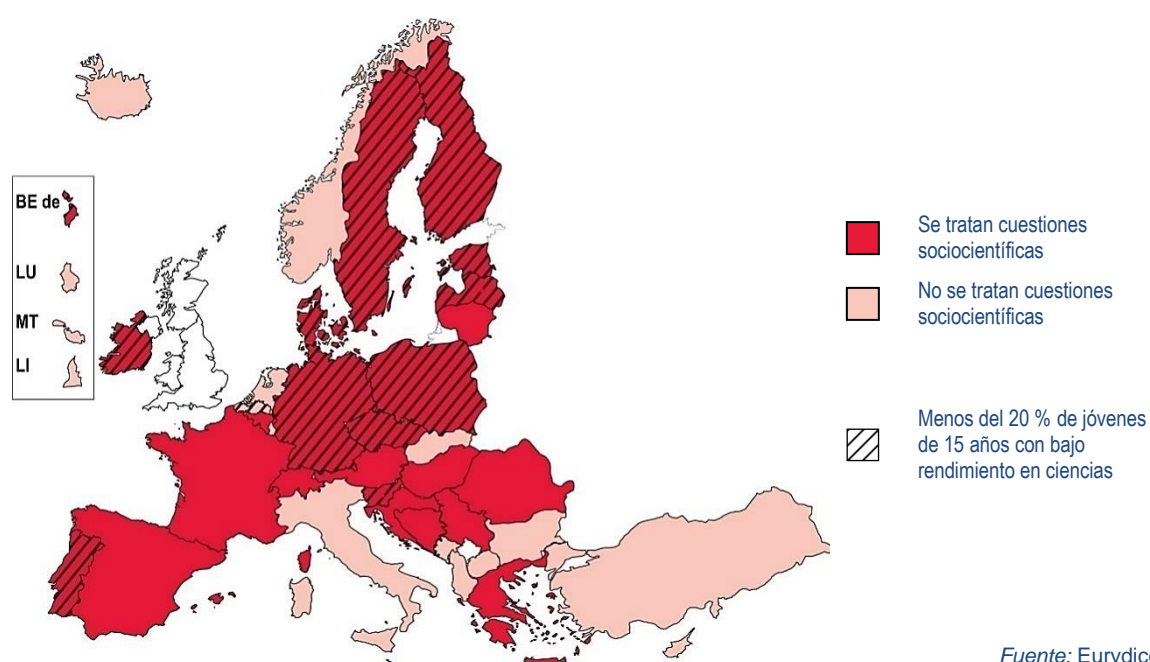 BE de
LU
MT
LI
Se tratan cuestiones
sociocientíficas
No se tratan cuestiones
sociocientíficas
Menos del 20 % de jóvenes
de 15 años con bajo
rendimiento en ciencias
Fuente: Eurydice